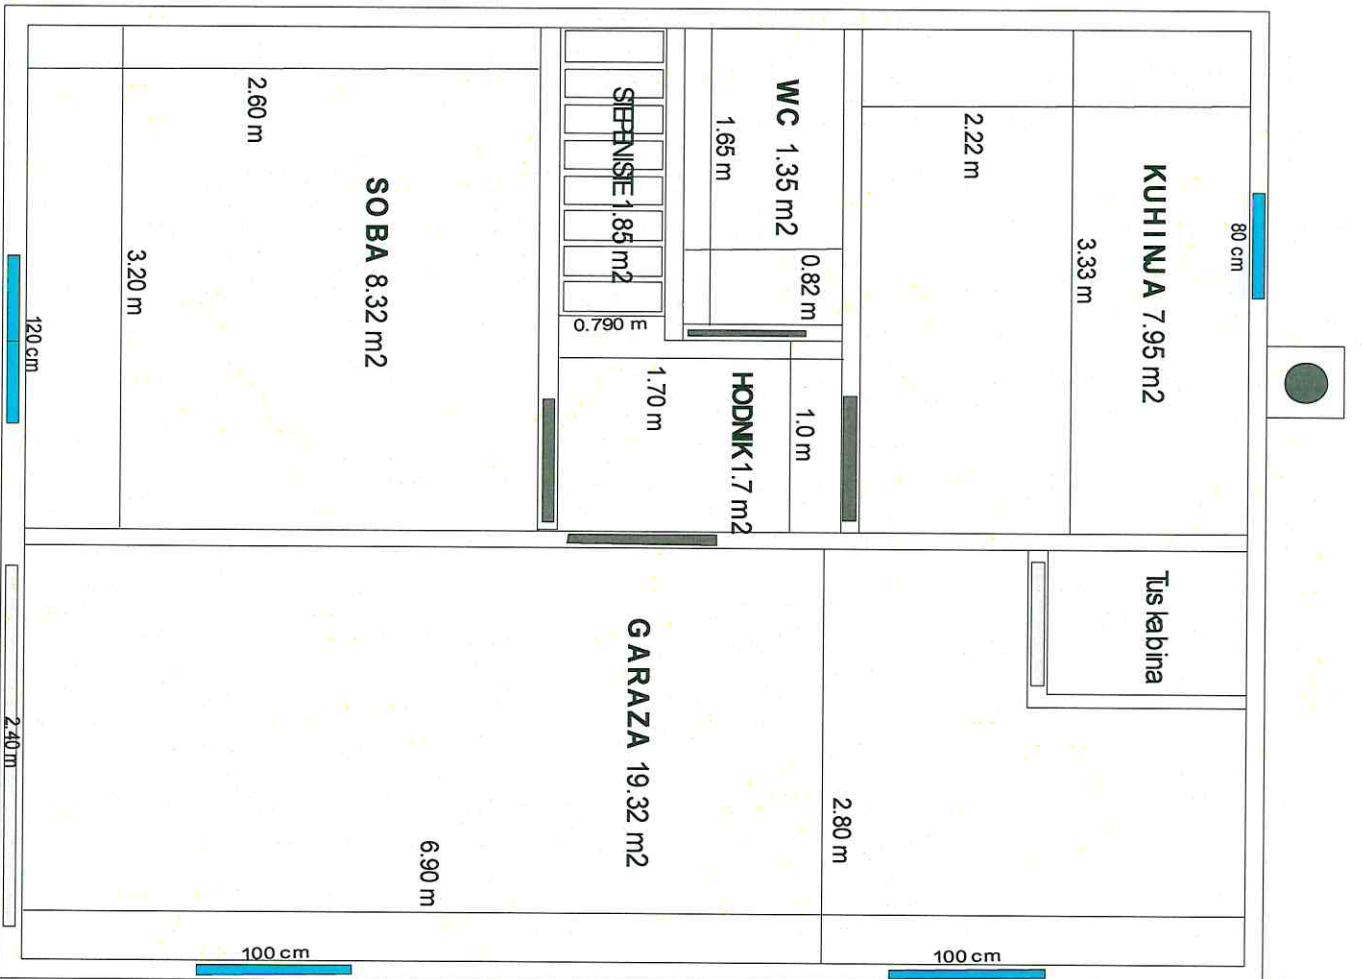 KUHINJA 7.95 m2
80 cm
3.33 m
2.22 m
WC 1.35 m2
1.65 m
0.82 m
STEPENISTE 1.85 m2
0.790 m
HODNIK 1.7 m2
1.0 m
1.70 m
SOBA 8.32 m2
2.60 m
3.20 m
120 cm
Tus kabina
GARAZA 19.32 m2
2.80 m
6.90 m
2.40 m
100 cm
100 cm